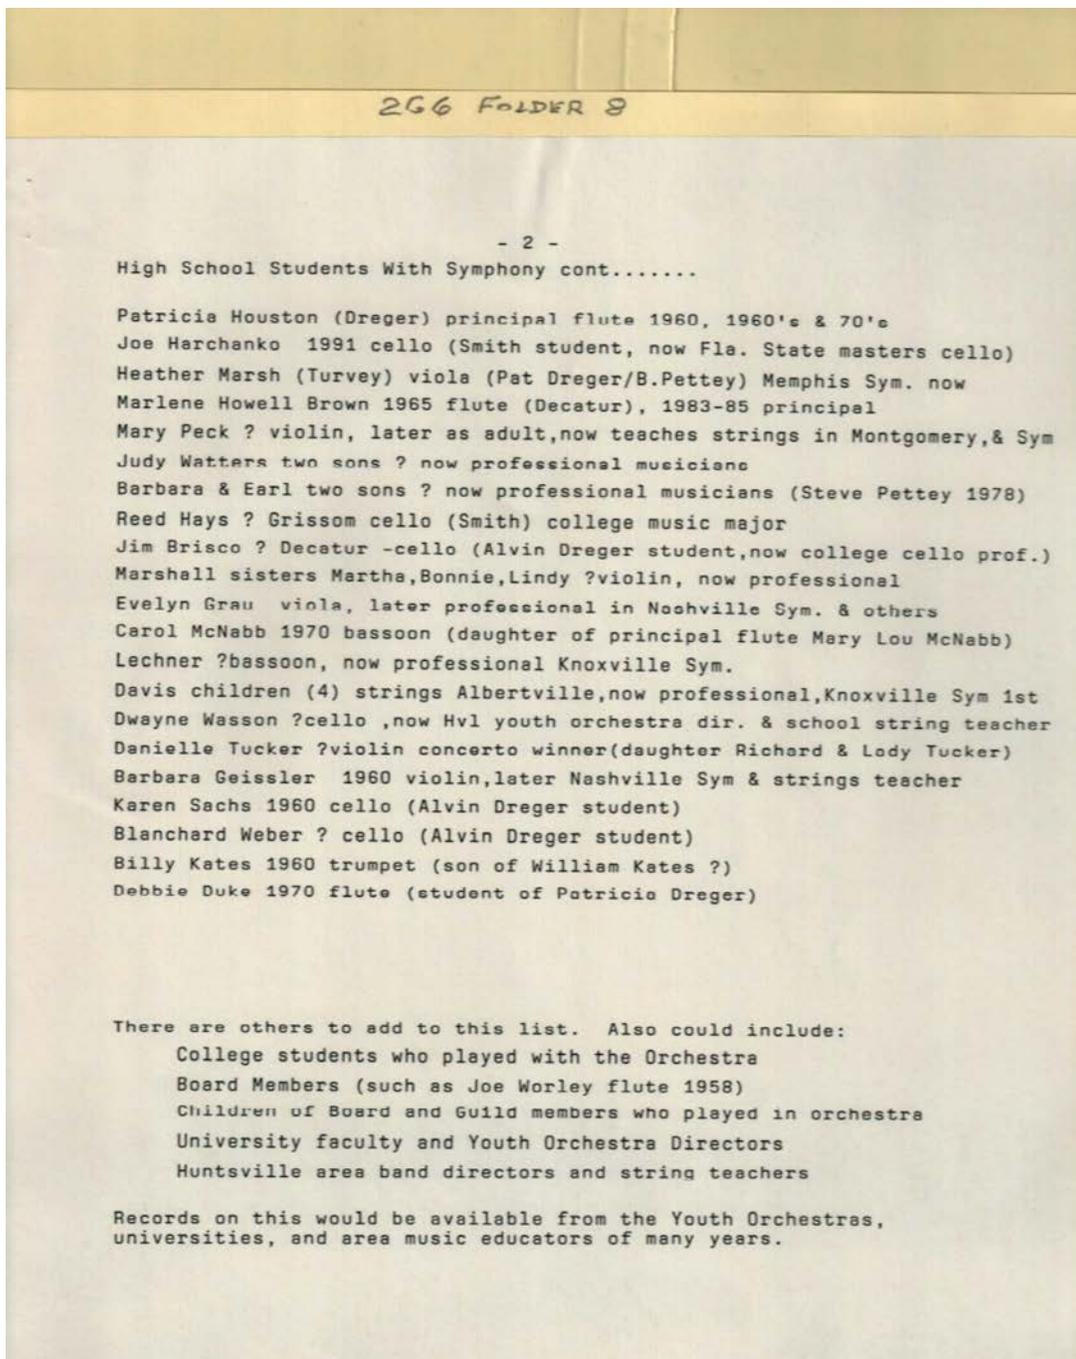 2G6 FOLDER 8
- 2 -
High School Students With Symphony cont.......
Patricia Houston (Dreger) principal flute 1960, 1960's & 70's
Joe Harchanko  1991 cello (Smith student, now Fla. State masters cello)
Heather Marsh (Turvey) viola (Pat Dreger/B.Pettey) Memphis Sym. now
Marlene Howell Brown 1965 flute (Decatur), 1983-85 principal
Mary Peck ? violin, later as adult,now teaches strings in Montgomery,& Sym
Judy Watters two sons ? now professional musicians
Barbara & Earl two sons ? now professional musicians (Steve Pettey 1978)
Reed Hays ? Grissom cello (Smith) college music major
Jim Brisco ? Decatur -cello (Alvin Dreger student,now college cello prof.)
Marshall sisters Martha,Bonnie,Lindy ?violin, now professional
Evelyn Grau  viola, later professional in Nashville Sym. & others
Carol McNabb 1970 bassoon (daughter of principal flute Mary Lou McNabb)
Lechner ?bassoon, now professional Knoxville Sym.
Davis children (4) strings Albertville,now professional,Knoxville Sym 1st
Dwayne Wasson ?cello ,now Hvl youth orchestra dir. & school string teacher
Danielle Tucker ?violin concerto winner(daughter Richard & Lady Tucker)
Barbara Geissler  1960 violin,later Nashville Sym & strings teacher
Karen Sachs 1960 cello (Alvin Dreger student)
Blanchard Weber ? cello (Alvin Dreger student)
Billy Kates 1960 trumpet (son of William Kates ?)
Debbie Duke 1970 flute (student of Patricia Dreger)
There are others to add to this list.  Also could include:
College students who played with the Orchestra
Board Members (such as Joe Worley flute 1958)
Children of Board and Guild members who played in orchestra
University faculty and Youth Orchestra Directors
Huntsville area band directors and string teachers
Records on this would be available from the Youth Orchestras,
universities, and area music educators of many years.